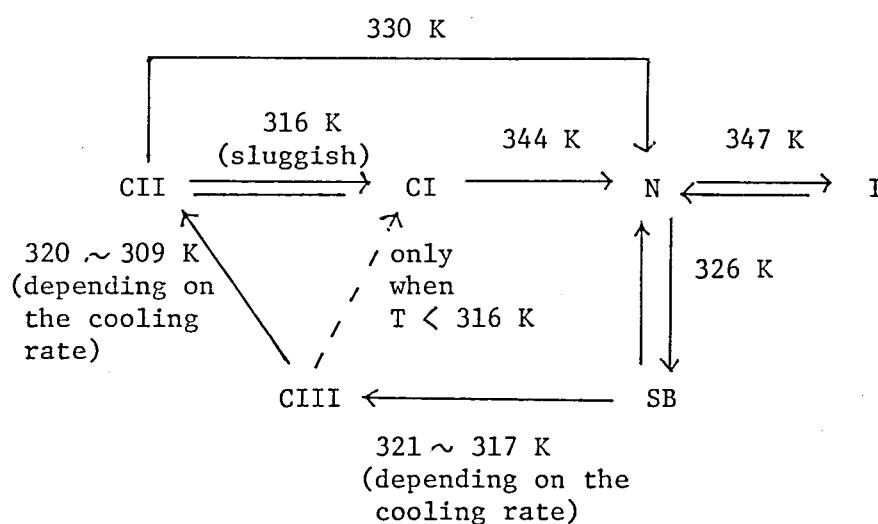 330 K
316 K
(sluggish)
344 K
347 K
CII
CI
N
I
320 ~ 309 K
(depending on
the cooling
rate)
only
when
T < 316 K
326 K
CIII
SB
321 ~ 317 K
(depending on the
cooling rate)